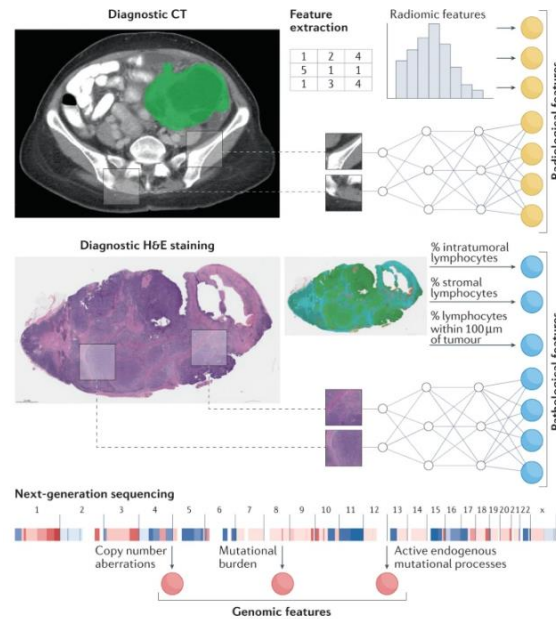 Diagnostic CT
Feature
extraction
1 2 4
5 1 1
1 3 4
Radiomic features
Radiological features
Diagnostic H&E staining
% intratumoral
lymphocytes
% stromal
lymphocytes
% lymphocytes
within 100 μm
of tumour
Pathological features
Next-generation sequencing
1 2 3 4 5 6 7 8 9 10 11 12 13 14 15 16 17 18 19 20 21 22 x
Copy number
aberrations
Mutational
burden
Active endogenous
mutational processes
Genomic features